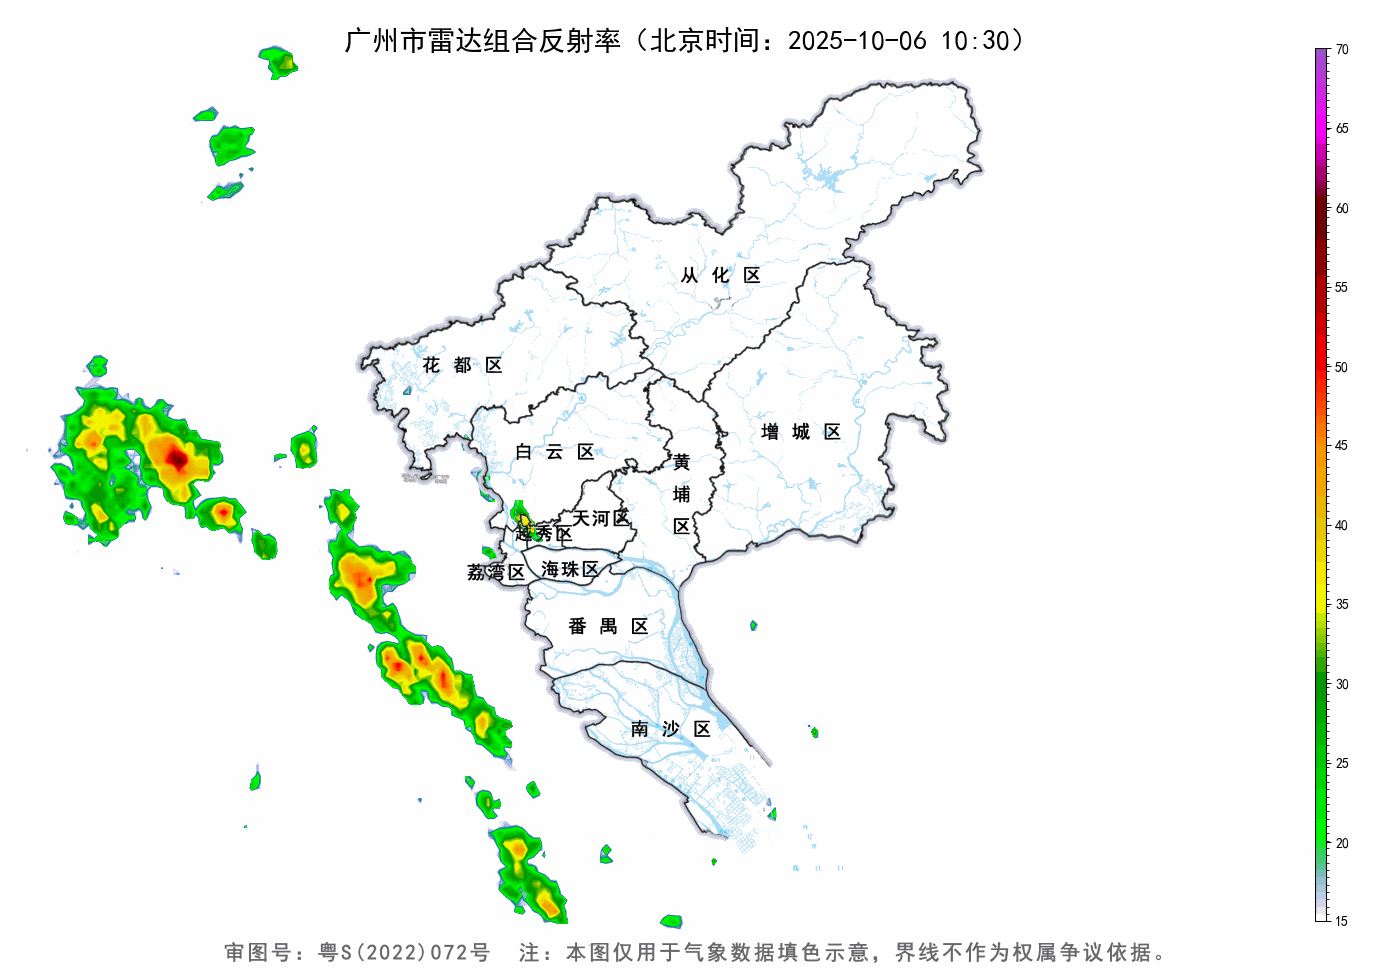 广州市雷达组合反射率（北京时间：2025-10-06 10:30）
70
65
60
55
50
45
40
35
30
25
20
15
从化区
花都区
增城区
白云区
黄埔区
天河区
越秀区
海珠区
荔湾区
番禺区
南沙区
审图号：粤S(2022)072号 注：本图仅用于气象数据填色示意，界线不作为权属争议依据。